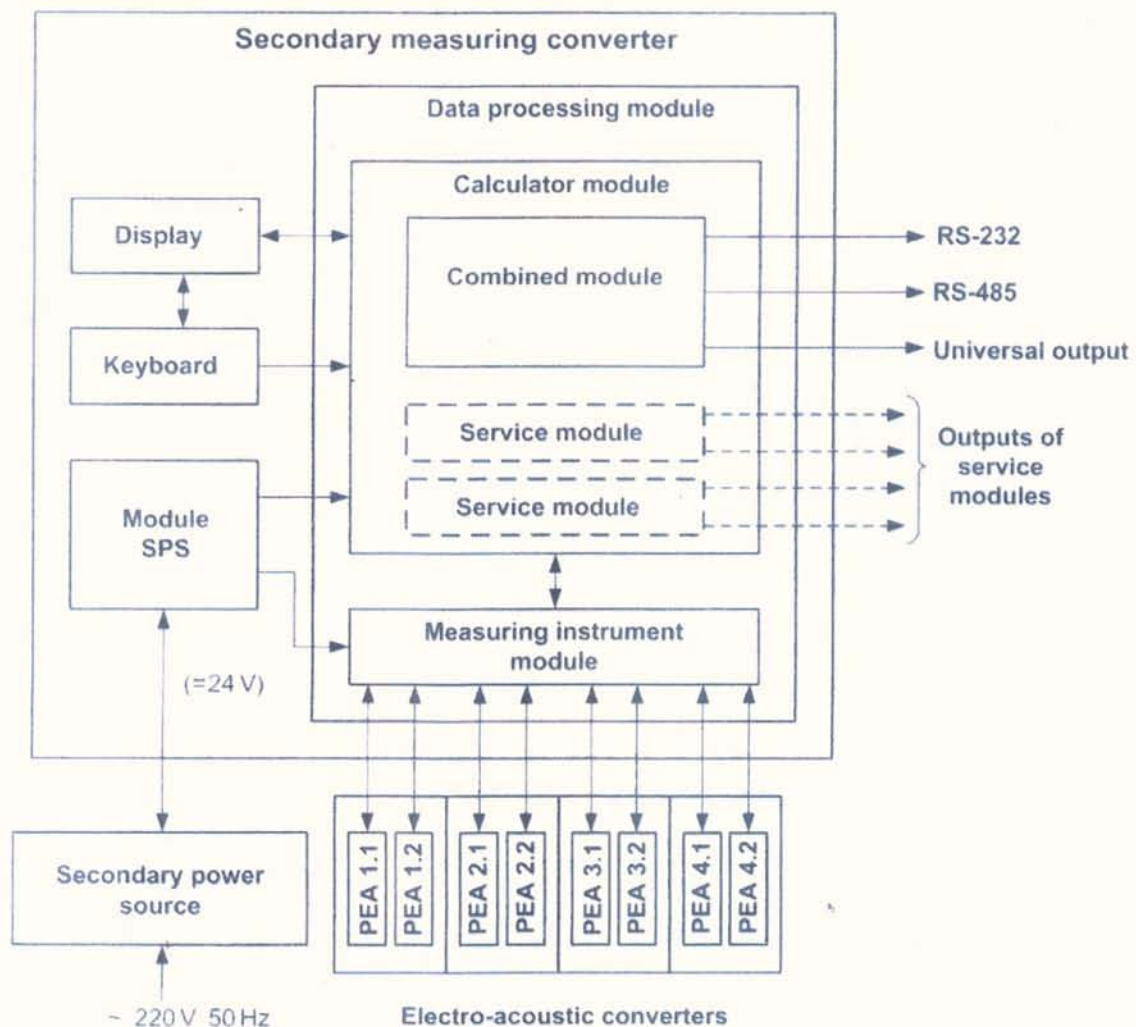 Secondary measuring converter
Data processing module
Calculator module
Display
Combined module
RS-232
RS-485
Keyboard
Universal output
Service module
Service module
Outputs of
service
modules
Module
SPS
Measuring instrument
module
(=24 V)
Secondary power
source
PEA 1.1
PEA 1.2
PEA 2.1
PEA 2.2
PEA 3.1
PEA 3.2
PEA 4.1
PEA 4.2
~ 220 V 50 Hz
Electro-acoustic converters